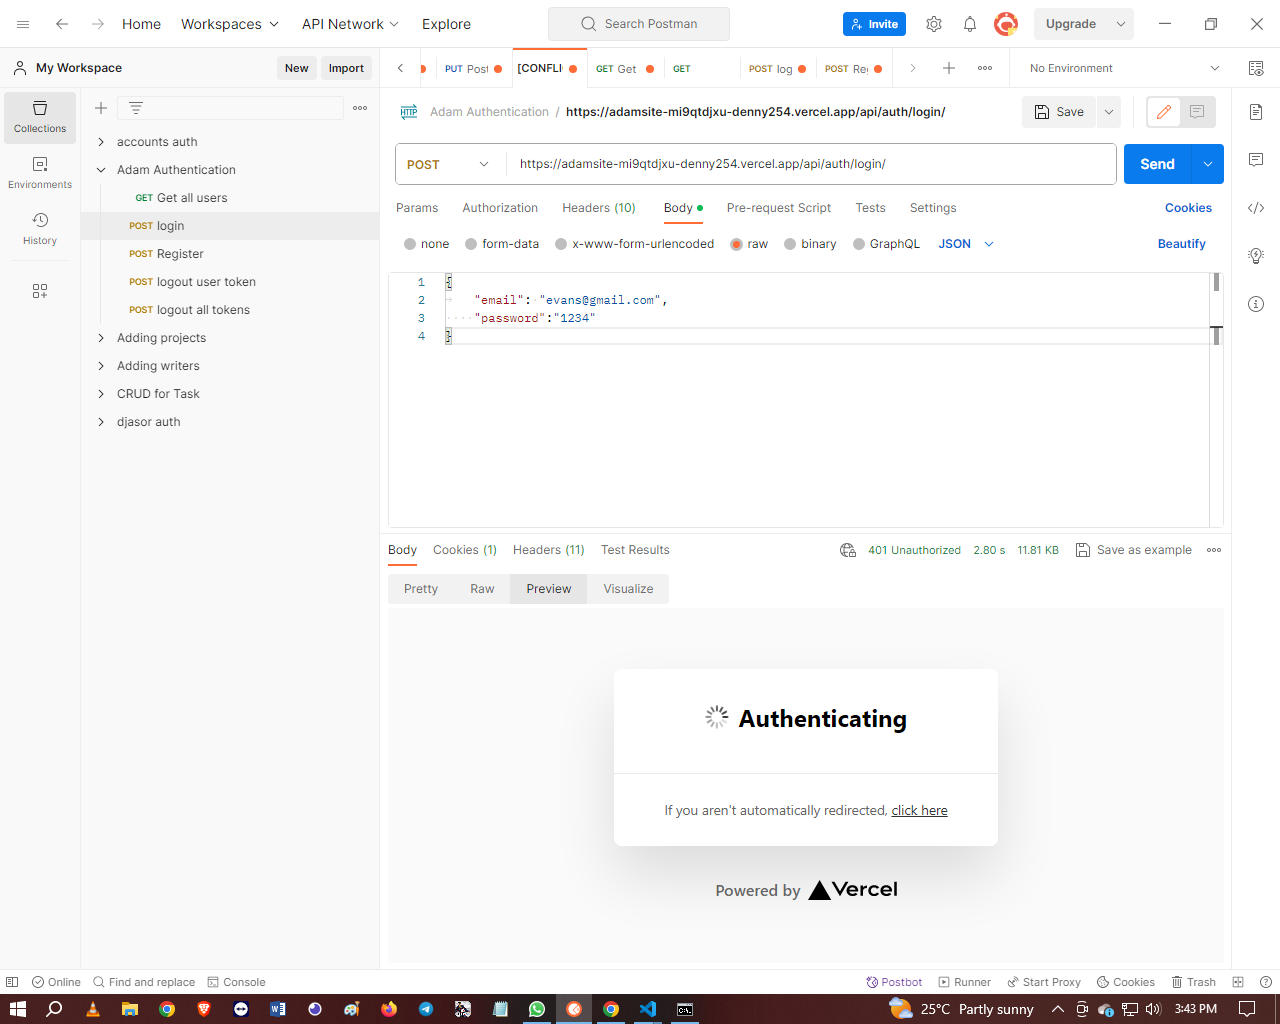 Home
Workspaces
API Network
Explore
Search Postman
Invite
Upgrade
My Workspace
New
Import
PUT Post
[CONFLI
GET Get
GET
POST log
POST Re
No Environment
Collections
Environments
History
accounts auth
Adam Authentication
GET Get all users
POST login
POST Register
POST logout user token
POST logout all tokens
Adding projects
Adding writers
CRUD for Task
djasor auth
HTTP
Adam Authentication / https://adamsite-mi9qtdjxu-denny254.vercel.app/api/auth/login/
Save
POST
https://adamsite-mi9qtdjxu-denny254.vercel.app/api/auth/login/
Send
Params
Authorization
Headers (10)
Body
Pre-request Script
Tests
Settings
Cookies
none
form-data
x-www-form-urlencoded
raw
binary
GraphQL
JSON
Beautify
1 {
2 "email": "evans@gmail.com",
3 "password":"1234"
4 }
Body
Cookies (1)
Headers (11)
Test Results
401 Unauthorized
2.80 s
11.81 KB
Save as example
Pretty
Raw
Preview
Visualize
Authenticating
If you aren't automatically redirected, click here
Powered by Vercel
Online
Find and replace
Console
Postbot
Runner
Start Proxy
Cookies
Trash
25°C Partly sunny
3:43 PM